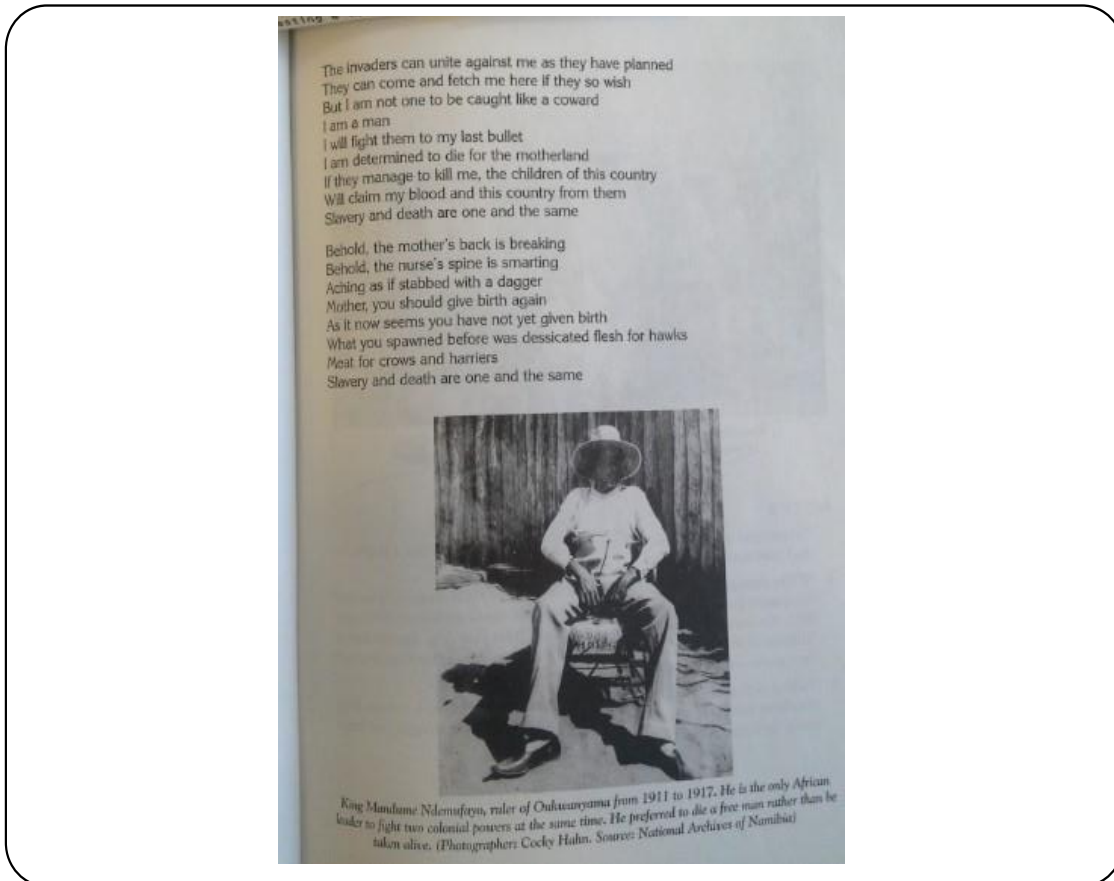 The invaders can unite against me as they have planned
They can come and fetch me here if they so wish
But I am not one to be caught like a coward
I am a man
I will fight them to my last bullet
I am determined to die for the motherland
If they manage to kill me, the children of this country
Will claim my blood and this country from them
Slavery and death are one and the same
Behold, the mother's back is breaking
Behold, the nurse's spine is smarting
Aching as if stabbed with a dagger
Mother, you should give birth again
As it now seems you have not yet given birth
What you spawned before was dessicated flesh for hawks
Meat for crows and harriers
Slavery and death are one and the same
King Mandume Ndemufayo, ruler of Oukwanyama from 1911 to 1917. He is the only African
leader to fight two colonial powers at the same time. He preferred to die a free man rather than be
taken alive. (Photographer: Cocky Hahn. Source: National Archives of Namibia)